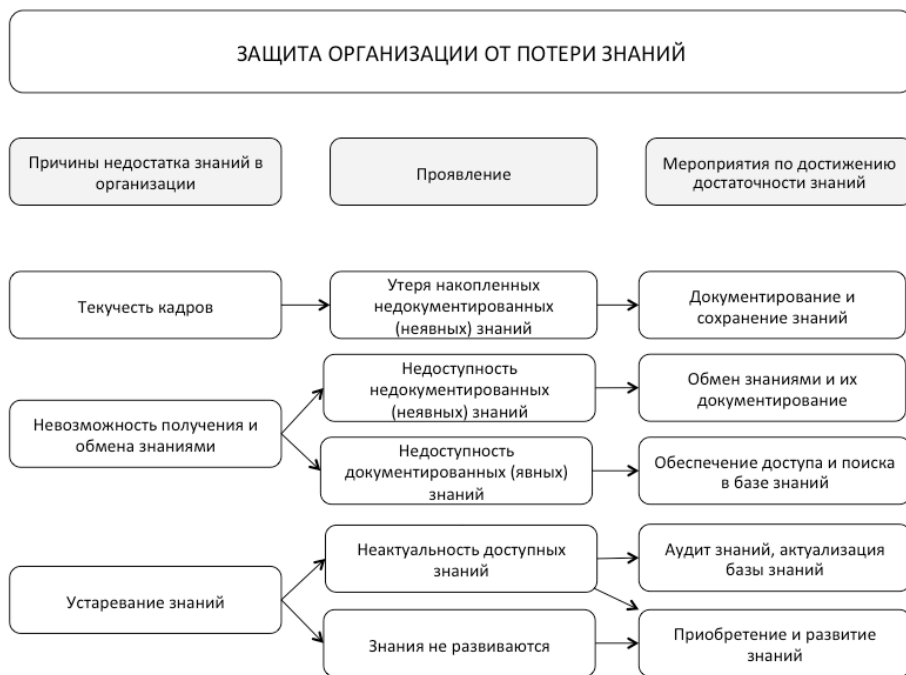 ЗАЩИТА ОРГАНИЗАЦИИ ОТ ПОТЕРИ ЗНАНИЙ
Причины недостатка знаний в
организации
Проявление
Мероприятия по достижению
достаточности знаний
Текучесть кадров
Утеря накопленных
недокументированных
(неявных) знаний
Документирование и
сохранение знаний
Невозможность получения и
обмена знаниями
Недоступность
недокументированных
(неявных) знаний
Обмен знаниями и их
документирование
Недоступность
документированных (явных)
знаний
Обеспечение доступа и поиска
в базе знаний
Устаревание знаний
Неактуальность доступных
знаний
Аудит знаний, актуализация
базы знаний
Знания не развиваются
Приобретение и развитие
знаний